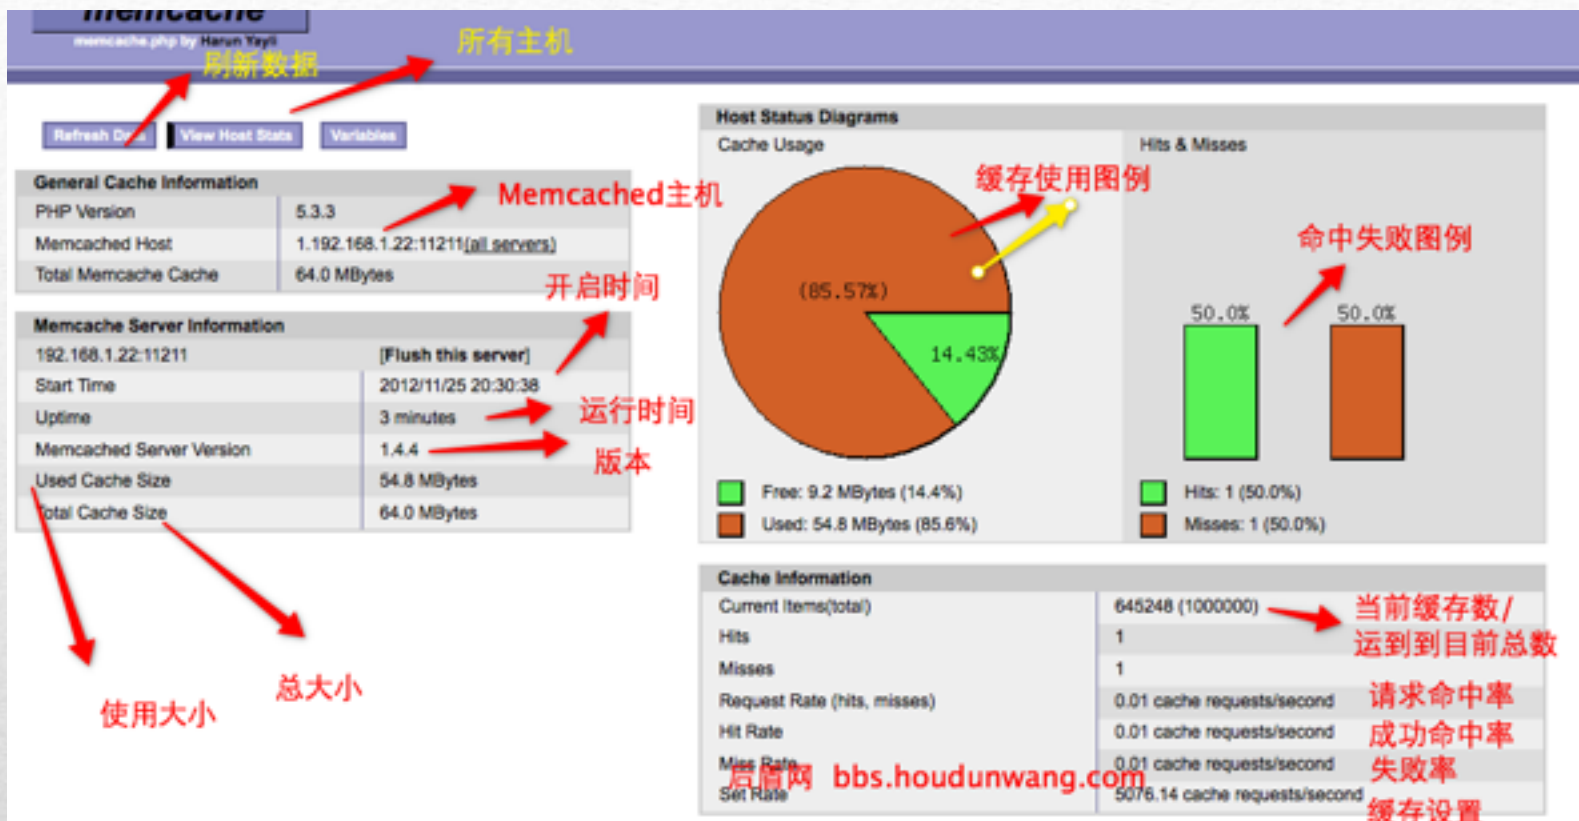 memcache
memcache.php by Harun Yayli
刷新数据
所有主机
Refresh Data
View Host Stats
Variables
General Cache Information
PHP Version 5.3.3
Memcached Host 1.192.168.1.22:11211(all servers)
Total Memcache Cache 64.0 MBytes
Memcached主机
开启时间
Memcache Server Information
192.168.1.22:11211 [Flush this server]
Start Time 2012/11/25 20:30:38
Uptime 3 minutes
运行时间
Memcached Server Version 1.4.4
版本
Used Cache Size 54.8 MBytes
Total Cache Size 64.0 MBytes
使用大小
总大小
Host Status Diagrams
Cache Usage
Hits & Misses
缓存使用图例
命中失败图例
(85.57%)
14.43%
50.0%
50.0%
Free: 9.2 MBytes (14.4%)
Used: 54.8 MBytes (85.6%)
Hits: 1 (50.0%)
Misses: 1 (50.0%)
Cache Information
Current Items(total) 645248 (1000000)
当前缓存数/
运到到目前总数
Hits 1
Misses 1
Request Rate (hits, misses) 0.01 cache requests/second
请求命中率
Hit Rate 0.01 cache requests/second
成功命中率
Miss Rate 0.01 cache requests/second
失败率
后盾网 bbs.houdunwang.com
Set Rate 5076.14 cache requests/second
缓存设置